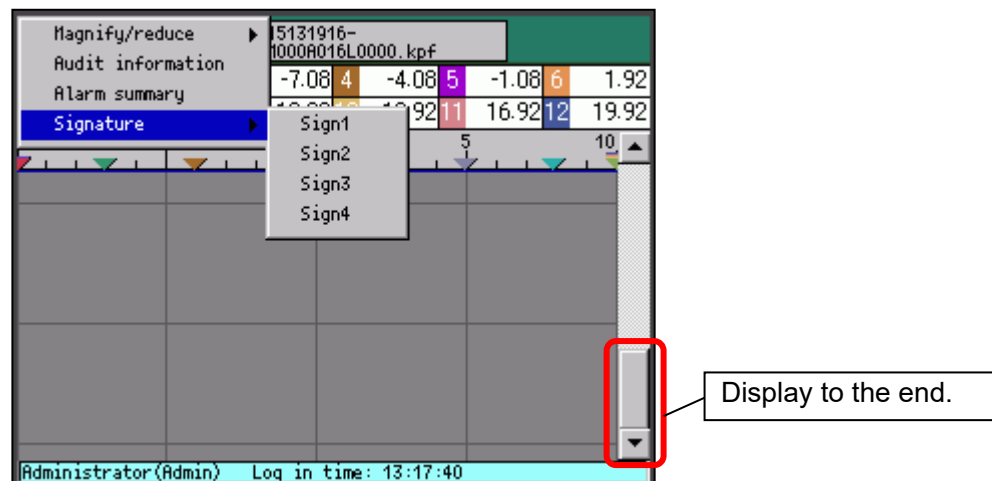 Magnify/reduce
Audit information
Alarm summary
Signature
15131916-
1000A016L0000.kpf
-7.08 4 -4.08 5 -1.08 6 1.92
92 11 16.92 12 19.92
5 10
Sign1
Sign2
Sign3
Sign4
Display to the end.
Administrator(Admin) Log in time: 13:17:40